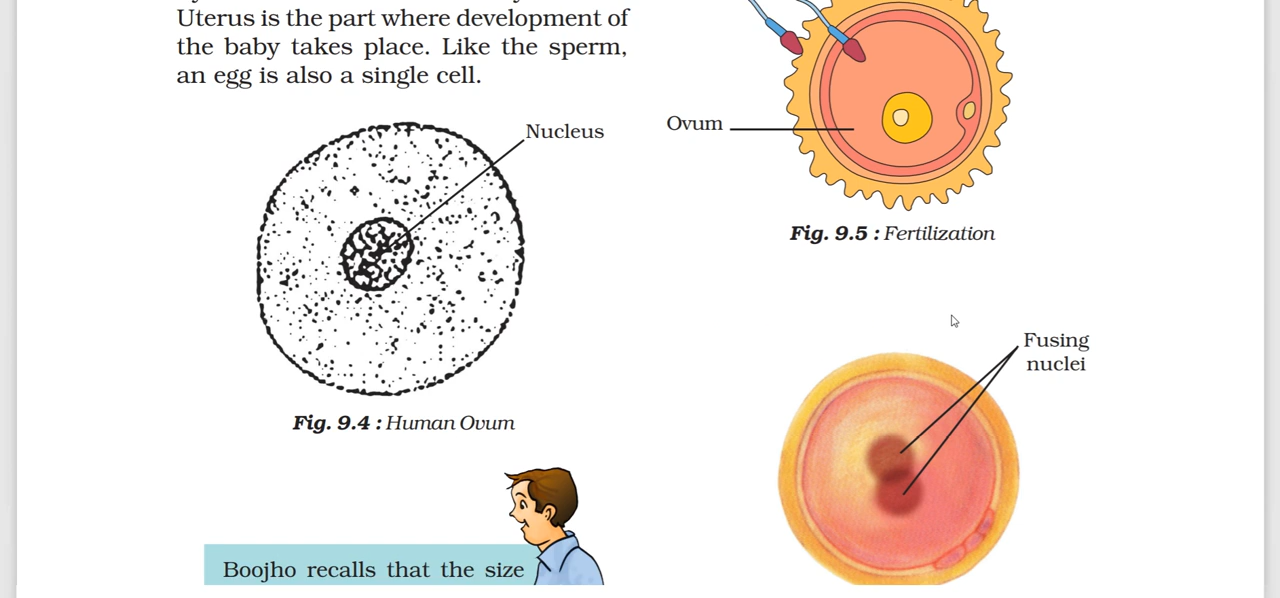 Uterus is the part where development of
the baby takes place. Like the sperm,
an egg is also a single cell.
Nucleus
Fig. 9.4 : Human Ovum
Boojho recalls that the size
Ovum
Fig. 9.5 : Fertilization
Fusing
nuclei